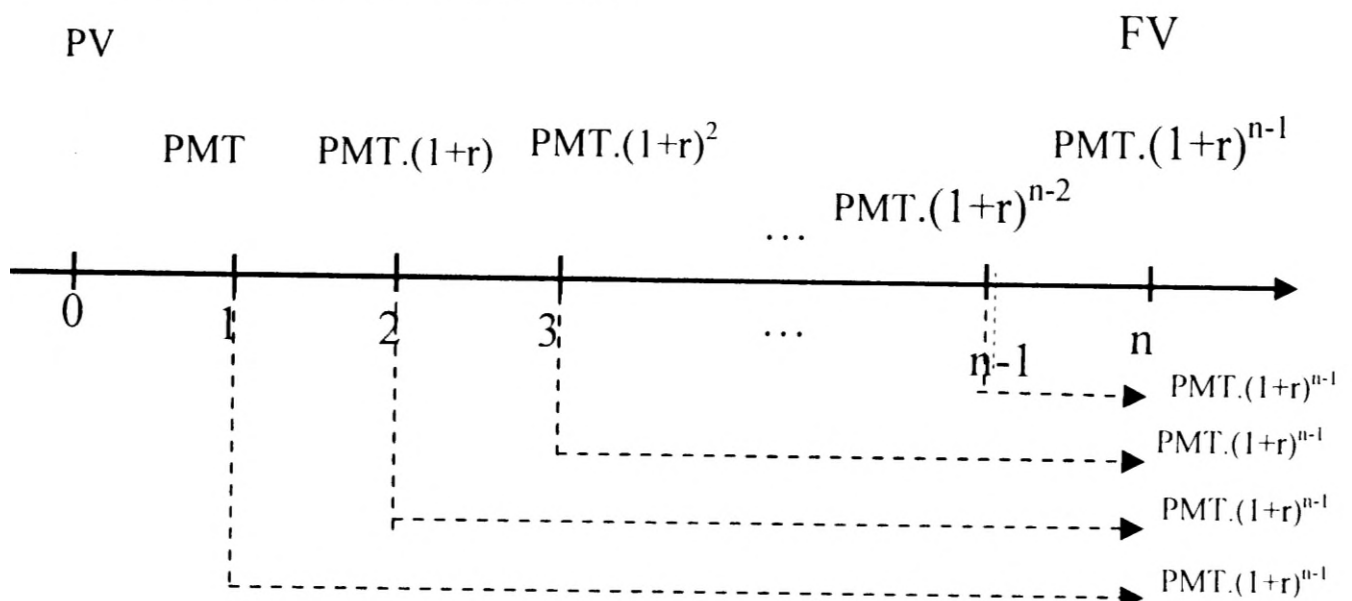 PV FV
PMT PMT.(1+r) PMT.(1+r)^2 PMT.(1+r)^{n-1}
... PMT.(1+r)^{n-2}
0 1 2 3 ... n-1 n
PMT.(1+r)^{n-1}
PMT.(1+r)^{n-1}
PMT.(1+r)^{n-1}
PMT.(1+r)^{n-1}